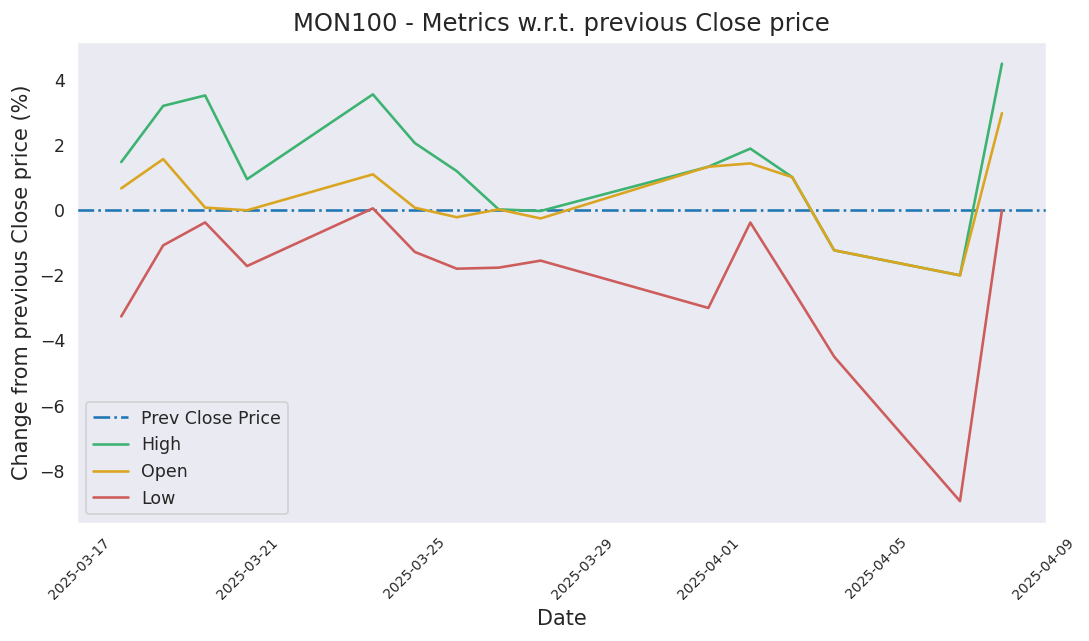 MON100 - Metrics w.r.t. previous Close price
Change from previous Close price (%)
4
2
0
−2
−4
−6
−8
Prev Close Price
High
Open
Low
2025-03-17
2025-03-21
2025-03-25
2025-03-29
2025-04-01
2025-04-05
2025-04-09
Date